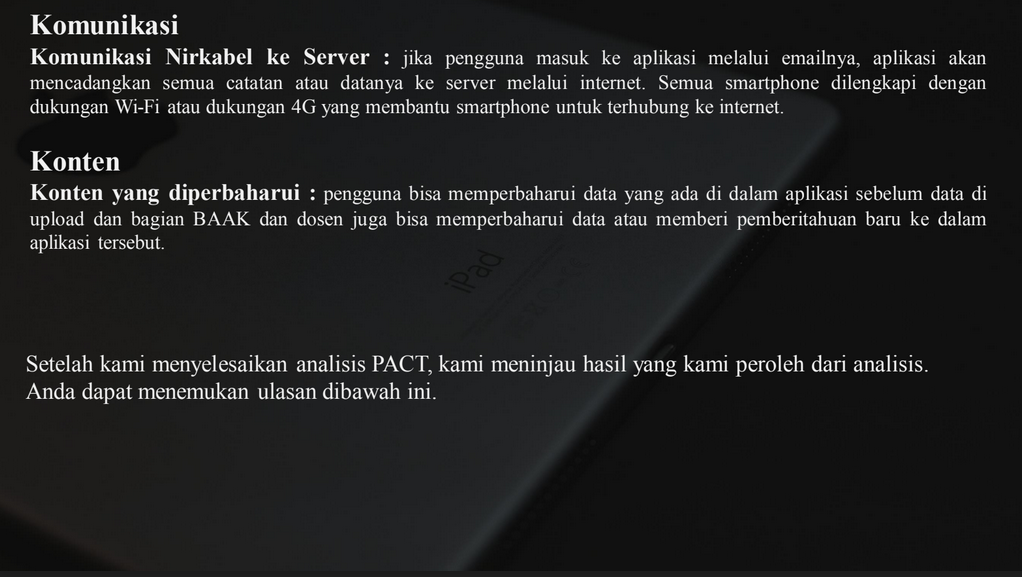 Komunikasi
Komunikasi Nirkabel ke Server : jika pengguna masuk ke aplikasi melalui emailnya, aplikasi akan
mencadangkan semua catatan atau datanya ke server melalui internet. Semua smartphone dilengkapi dengan
dukungan Wi-Fi atau dukungan 4G yang membantu smartphone untuk terhubung ke internet.
Konten
Konten yang diperbaharui : pengguna bisa memperbaharui data yang ada di dalam aplikasi sebelum data di
upload dan bagian BAAK dan dosen juga bisa memperbaharui data atau memberi pemberitahuan baru ke dalam
aplikasi tersebut.
iPad
Setelah kami menyelesaikan analisis PACT, kami meninjau hasil yang kami peroleh dari analisis.
Anda dapat menemukan ulasan dibawah ini.